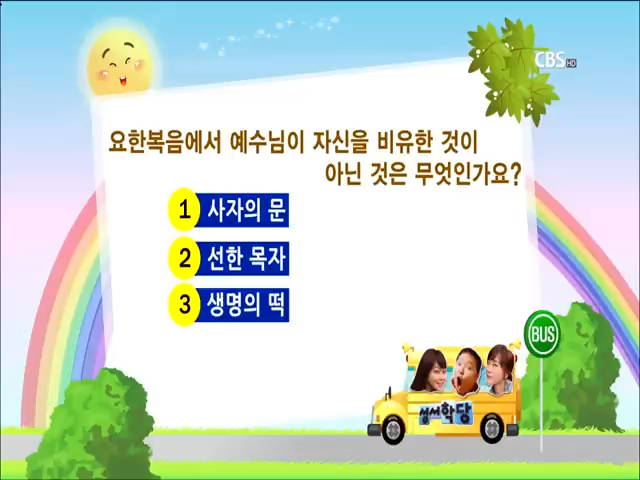 CBS HD
요한복음에서 예수님이 자신을 비유한 것이
아닌 것은 무엇인가요?
1 사자의 문
2 선한 목자
3 생명의 떡
BUS
성서학당